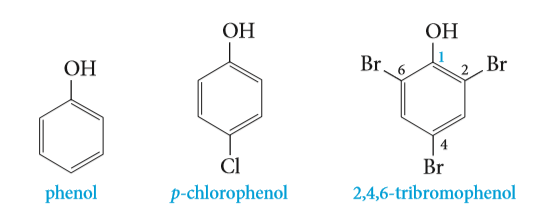 OH
OH
OH
1
Br 6 2 Br
4
Cl
Br
phenol p-chlorophenol 2,4,6-tribromophenol